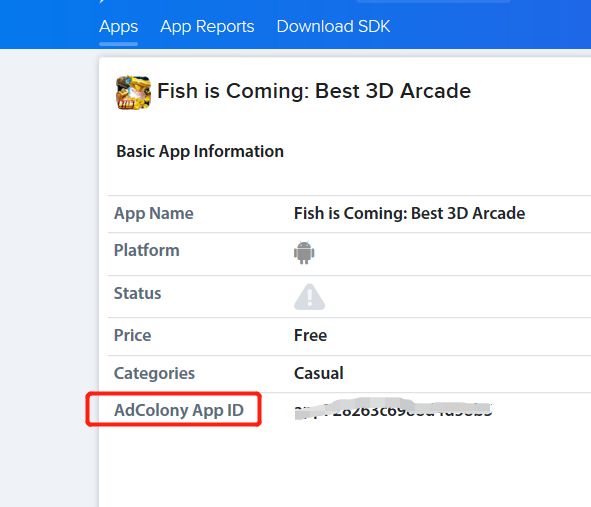 Apps App Reports Download SDK
Fish is Coming: Best 3D Arcade
Basic App Information
App Name Fish is Coming: Best 3D Arcade
Platform
Status
Price Free
Categories Casual
AdColony App ID